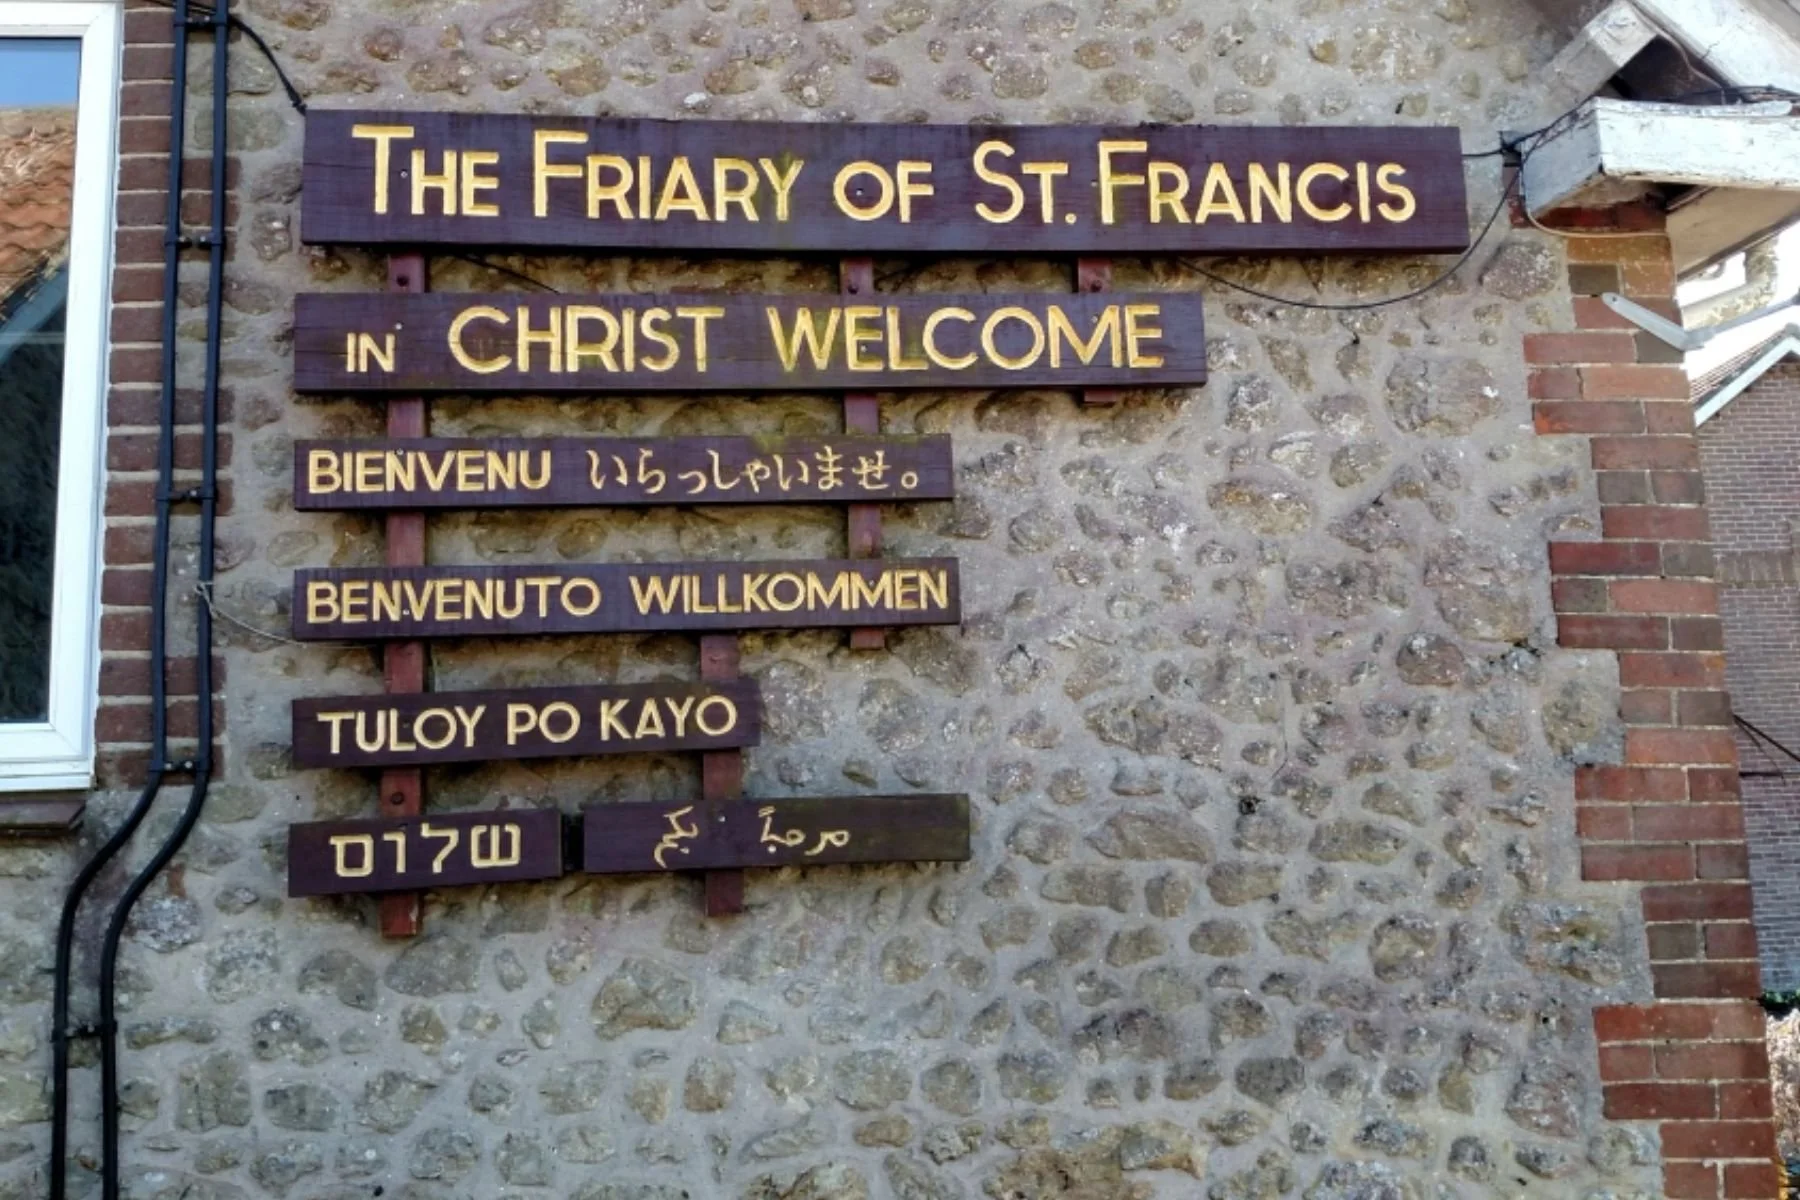 THE FRIARY OF ST. FRANCIS
IN CHRIST WELCOME
BIENVENU いらっしゃいませ。
BENVENUTO WILLKOMMEN
TULOY PO KAYO
שלום
مرحباً بكم